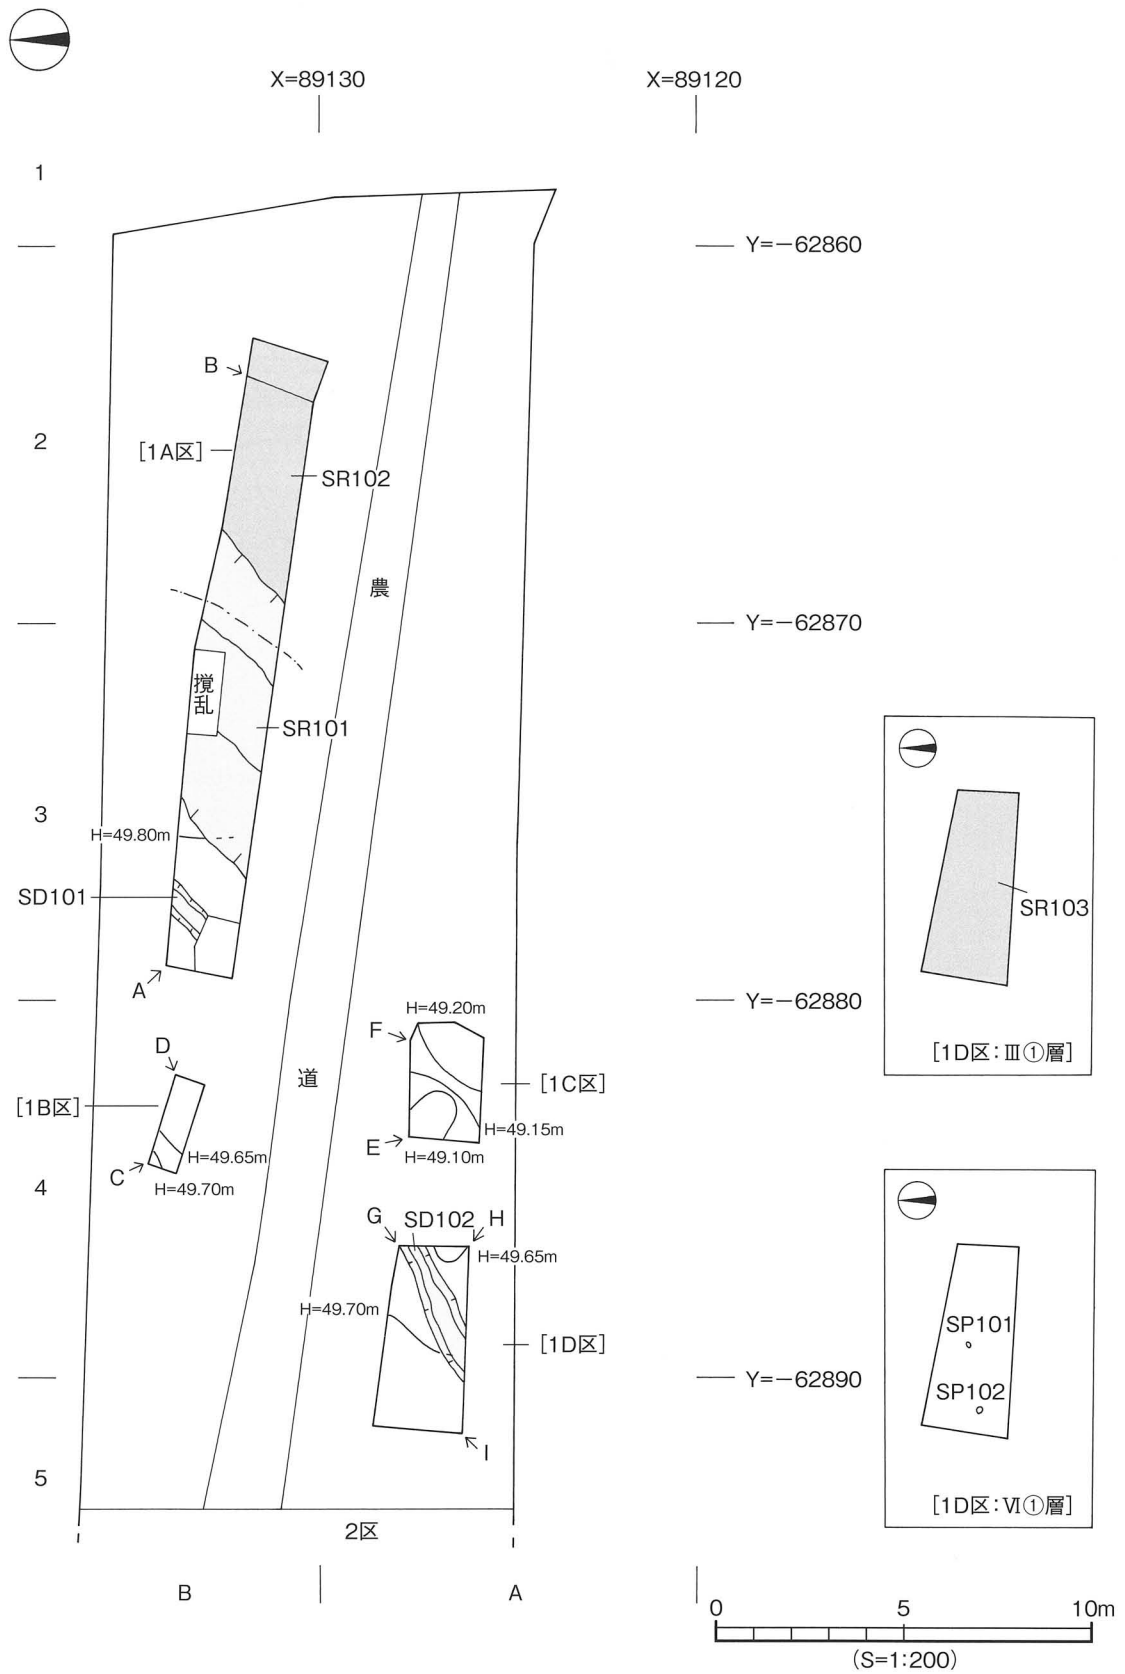 X=89130
X=89120
1
Y=−62860
B
[1A区]
2
SR102
農
Y=−62870
攪乱
SR101
3
H=49.80m
SD101
A
SR103
Y=−62880
H=49.20m
F
D
[1D区:Ⅲ①層]
道
[1C区]
[1B区]
H=49.15m
E
H=49.65m
H=49.10m
C
H=49.70m
4
G
SD102
H
H=49.65m
H=49.70m
SP101
[1D区]
Y=−62890
SP102
I
5
[1D区:Ⅵ①層]
2区
B
A
0
5
10m
(S=1:200)